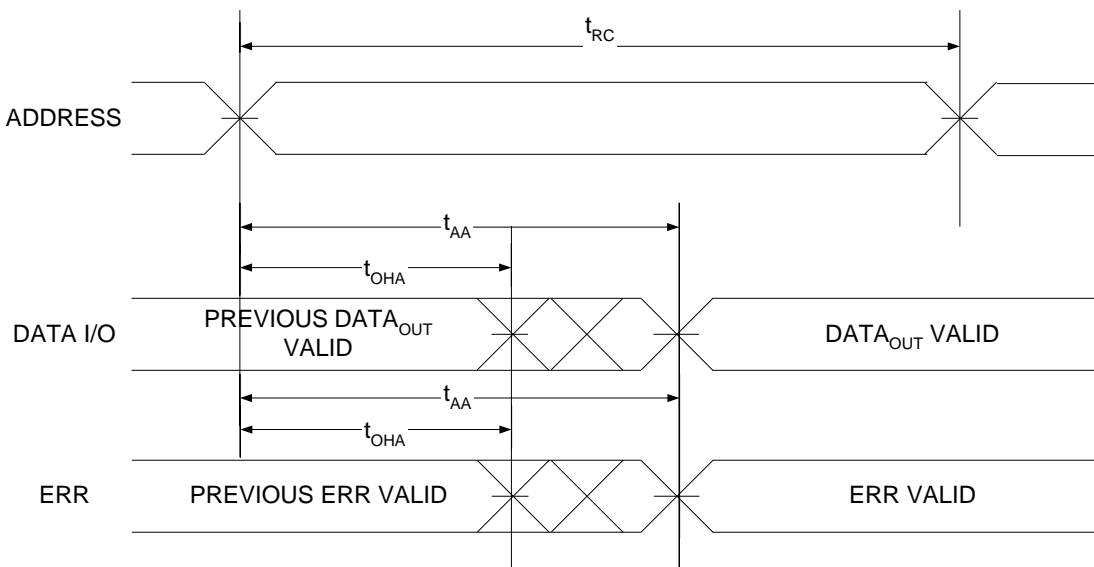 tRC
ADDRESS
tAA
tOHA
DATA I/O
PREVIOUS DATAOUT
VALID
DATAOUT VALID
tAA
tOHA
ERR
PREVIOUS ERR VALID
ERR VALID